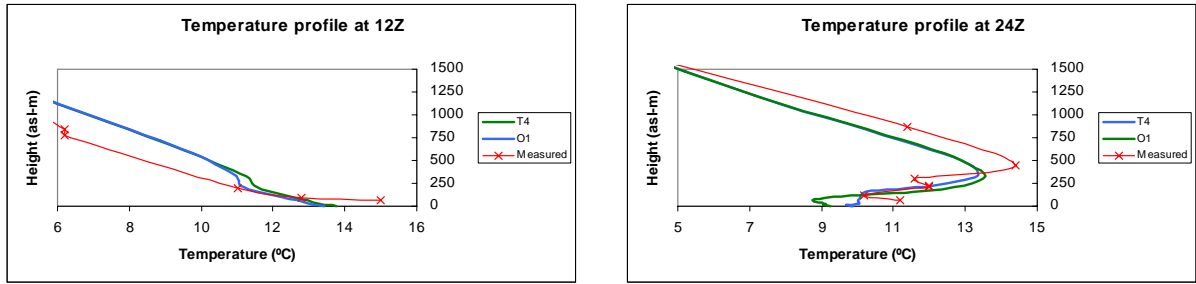 Temperature profile at 12Z
Height (asl-m)
1500
1250
1000
750
500
250
0
6 8 10 12 14 16
Temperature (ºC)
T4
O1
Measured
Temperature profile at 24Z
Height (asl-m)
1500
1250
1000
750
500
250
0
5 7 9 11 13 15
Temperature (ºC)
T4
O1
Measured